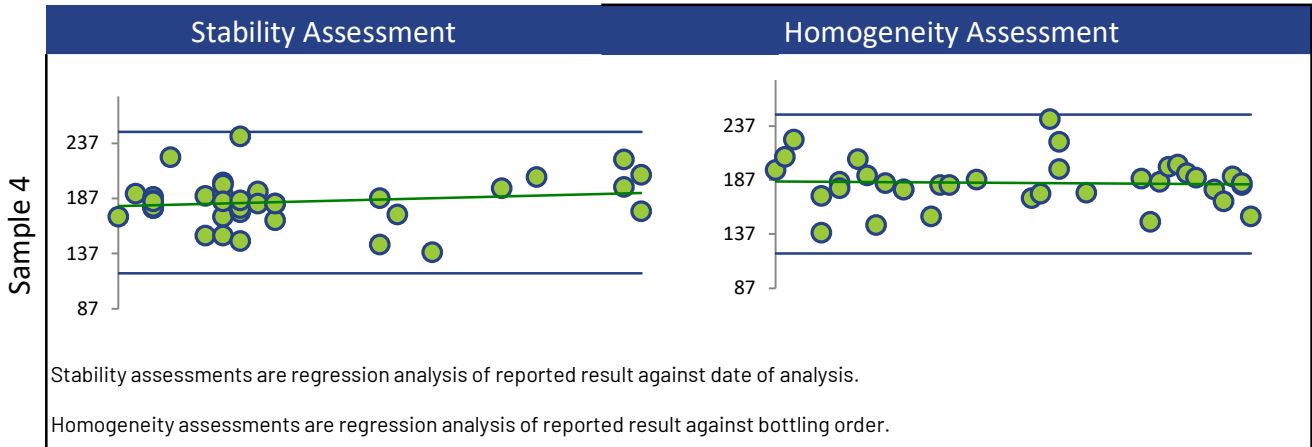 Stability Assessment
Homogeneity Assessment
Sample 4
237
187
137
87
237
187
137
87
Stability assessments are regression analysis of reported result against date of analysis.
Homogeneity assessments are regression analysis of reported result against bottling order.